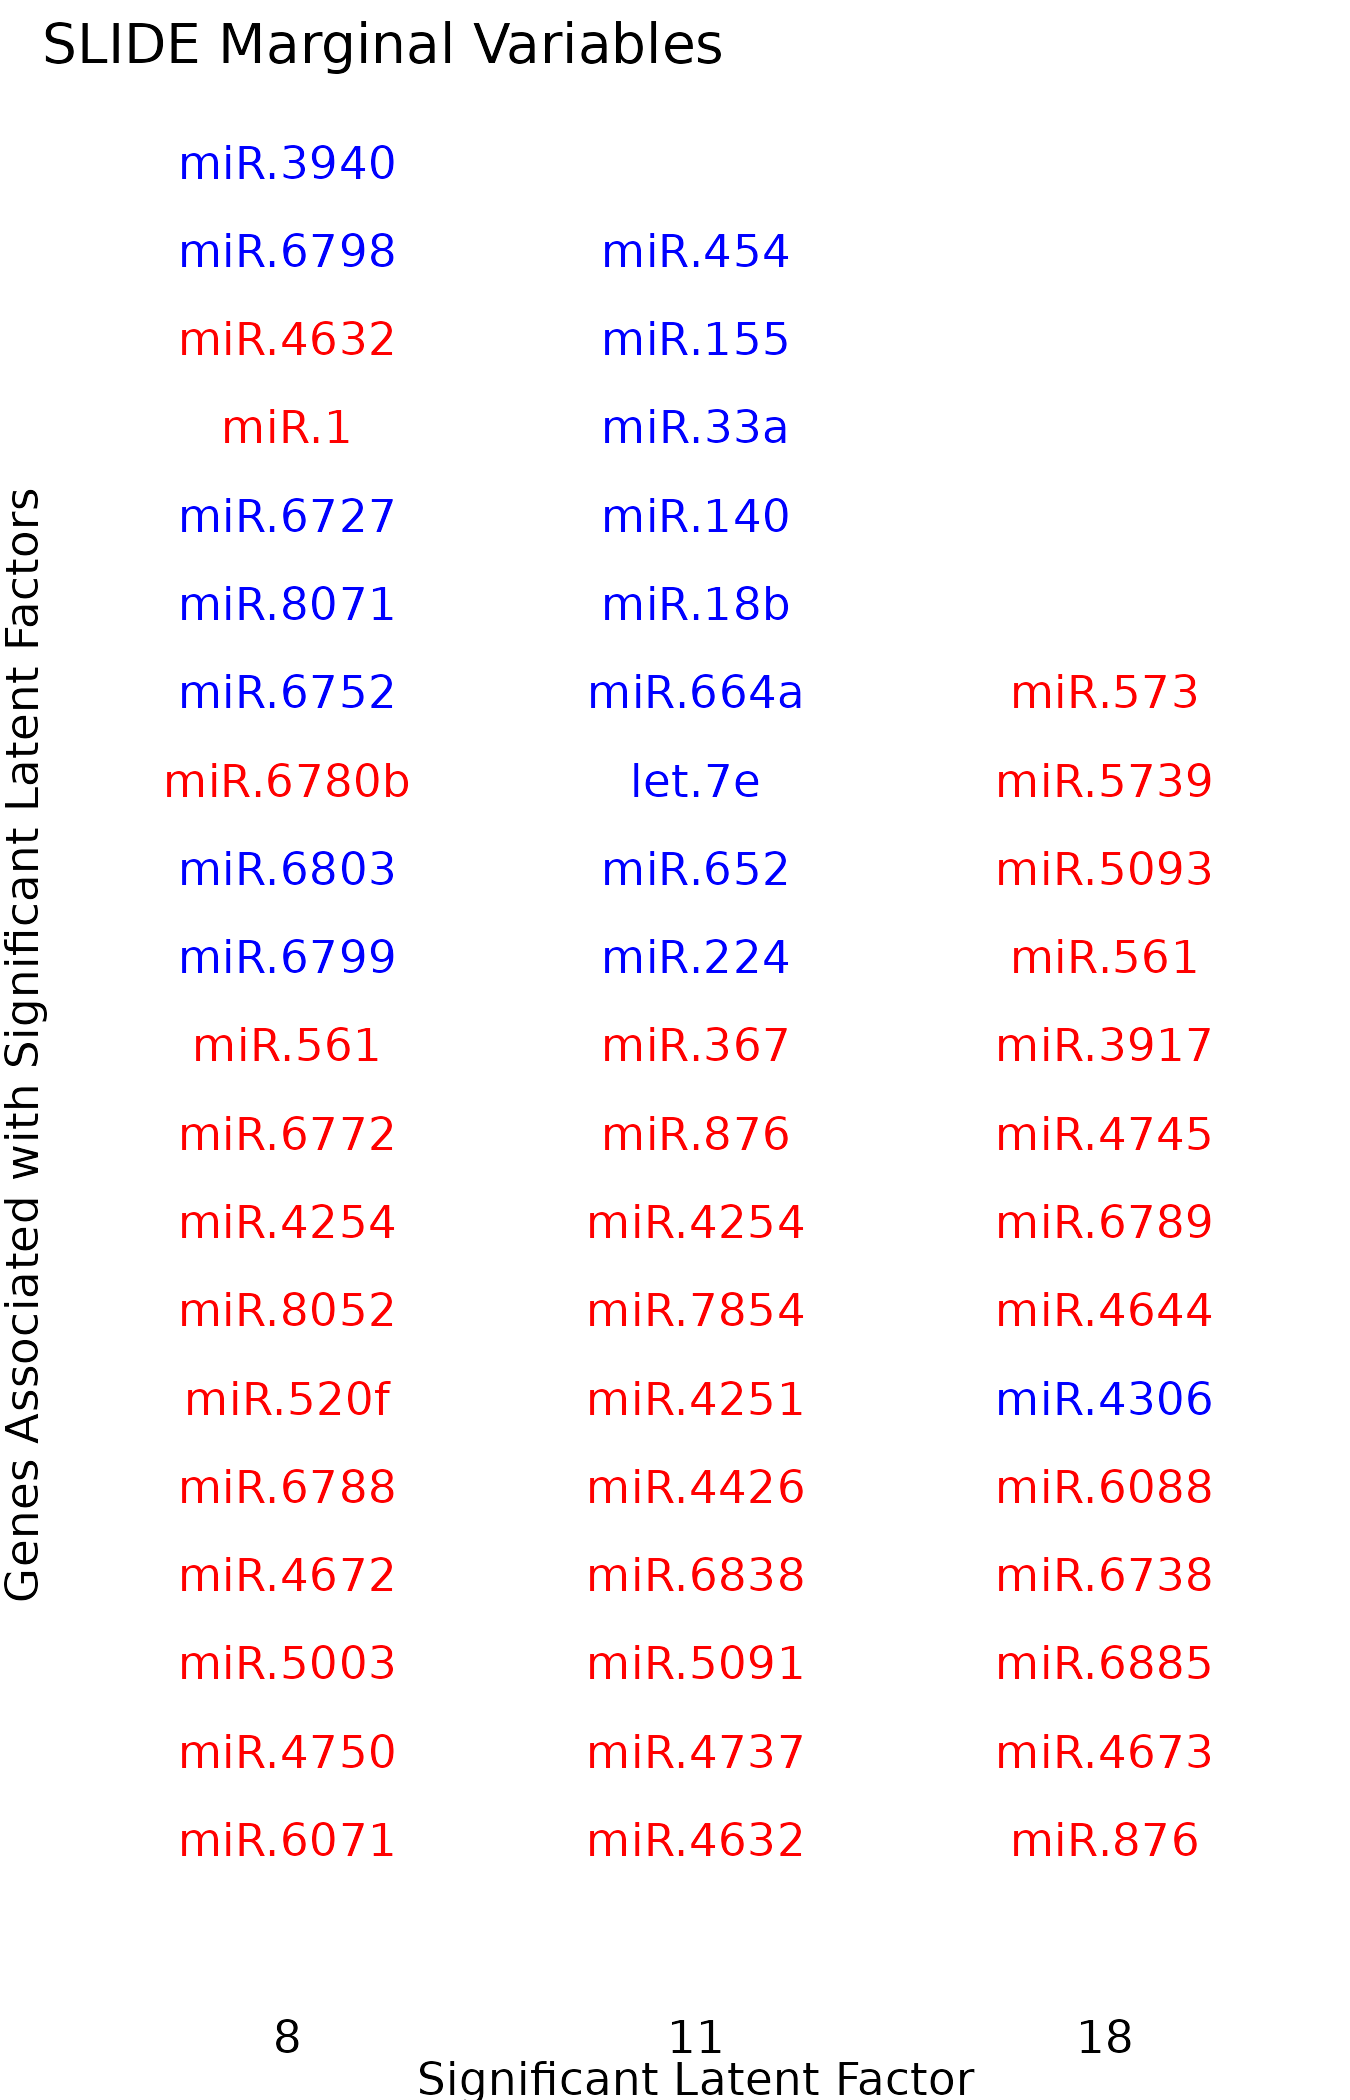 SLIDE Marginal Variables
Genes Associated with Significant Latent Factors
miR.3940
miR.6798 miR.454
miR.4632 miR.155
miR.1 miR.33a
miR.6727 miR.140
miR.8071 miR.18b
miR.6752 miR.664a miR.573
miR.6780b let.7e miR.5739
miR.6803 miR.652 miR.5093
miR.6799 miR.224 miR.561
miR.561 miR.367 miR.3917
miR.6772 miR.876 miR.4745
miR.4254 miR.4254 miR.6789
miR.8052 miR.7854 miR.4644
miR.520f miR.4251 miR.4306
miR.6788 miR.4426 miR.6088
miR.4672 miR.6838 miR.6738
miR.5003 miR.5091 miR.6885
miR.4750 miR.4737 miR.4673
miR.6071 miR.4632 miR.876
8 11 18
Significant Latent Factor